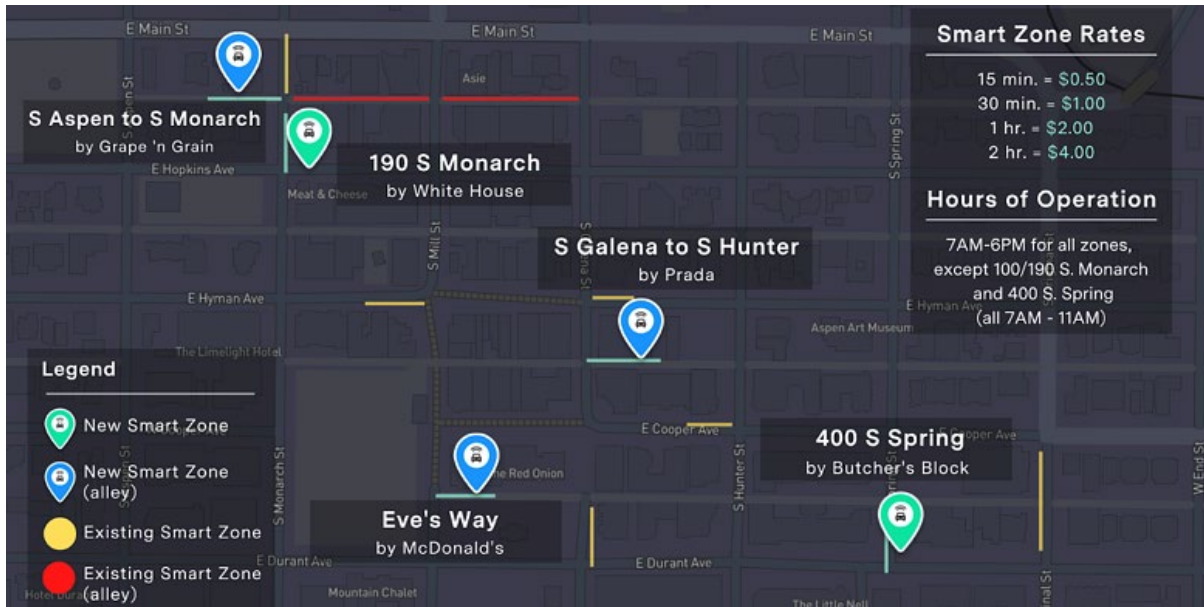 E Main St
E Main St
E Main St
Asie
S Aspen to S Monarch
by Grape 'n Grain
E Hopkins Ave
190 S Monarch
by White House
Meat & Cheese
S Mill St
S Spring St
Smart Zone Rates
15 min. = $0.50
30 min. = $1.00
1 hr. = $2.00
2 hr. = $4.00
Hours of Operation
7AM-6PM for all zones,
except 100/190 S. Monarch
and 400 S. Spring
(all 7AM - 11AM)
S Galena to S Hunter
by Prada
E Hyman Ave
E Hyman Ave
Aspen Art Museum
The Limelight Hotel
Legend
New Smart Zone
New Smart Zone
(alley)
Existing Smart Zone
Existing Smart Zone
(alley)
S Monarch St
E Cooper Ave
S Hunter St
400 S Spring
by Butcher's Block
E Cooper Ave
W End St
The Red Onion
Eve's Way
by McDonald's
E Durant Ave
E Durant Ave
Mountain Chalet
The Little Nell